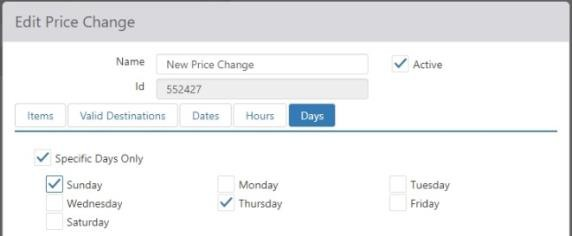 Edit Price Change
Name New Price Change Active
Id 552427
Items Valid Destinations Dates Hours Days
Specific Days Only
Sunday Monday Tuesday
Wednesday Thursday Friday
Saturday